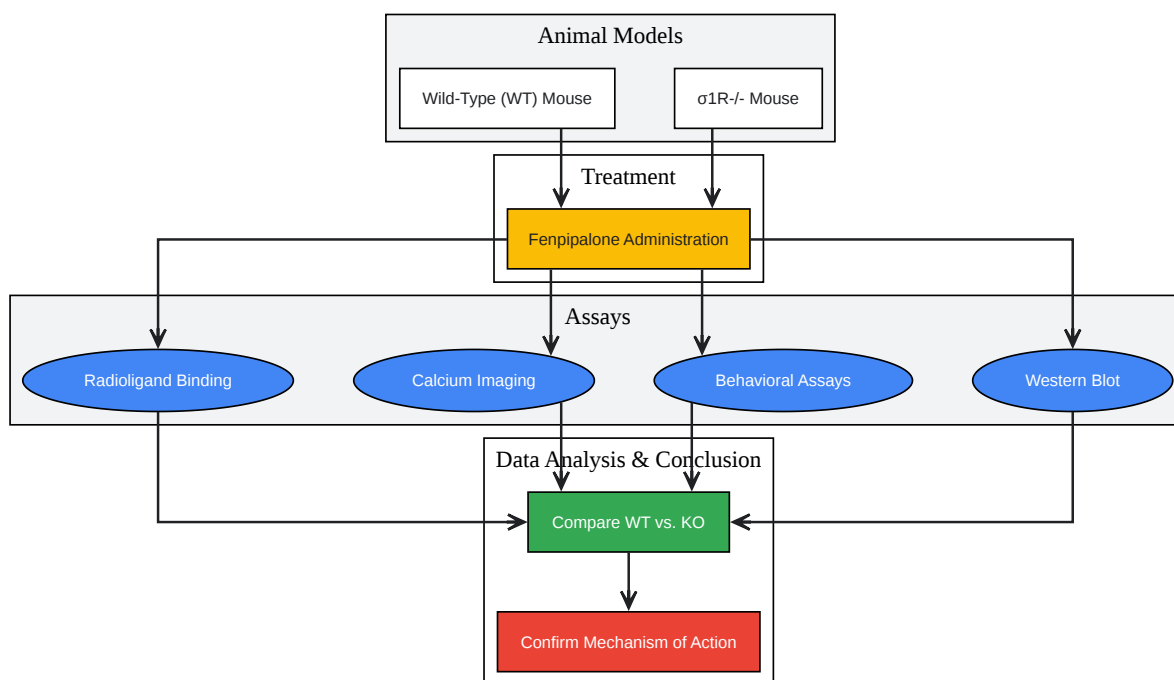 Animal Models
Wild-Type (WT) Mouse
σ1R-/- Mouse
Treatment
Fenpipalone Administration
Assays
Radioligand Binding
Calcium Imaging
Behavioral Assays
Western Blot
Data Analysis & Conclusion
Compare WT vs. KO
Confirm Mechanism of Action